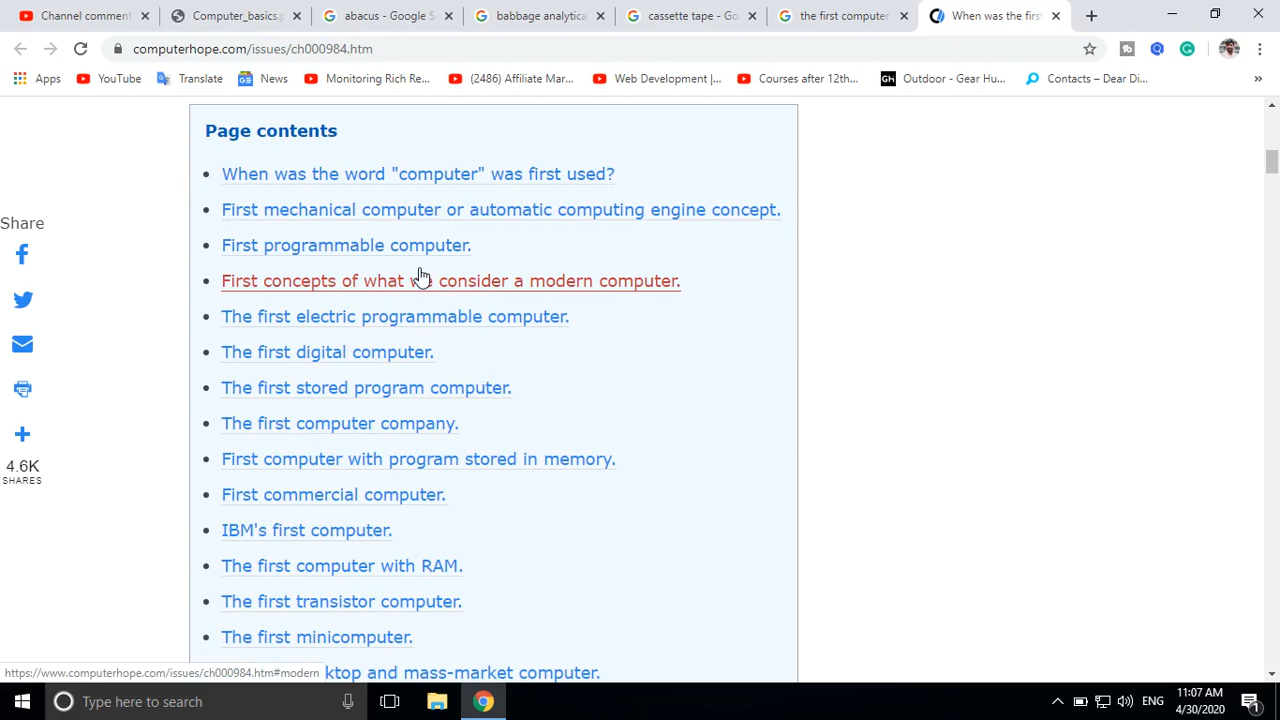 Channel comment
Computer_basics.p
abacus - Google S
babbage analytica
cassette tape - Go
the first computer
When was the first
computerhope.com/issues/ch000984.htm
Apps
YouTube
Translate
News
Monitoring Rich Re...
(2486) Affiliate Mar...
Web Development |...
Courses after 12th...
GH
Outdoor - Gear Hu...
Contacts – Dear Di...
»
Page contents
When was the word "computer" was first used?
First mechanical computer or automatic computing engine concept.
First programmable computer.
First concepts of what we consider a modern computer.
The first electric programmable computer.
The first digital computer.
The first stored program computer.
The first computer company.
First computer with program stored in memory.
First commercial computer.
IBM's first computer.
The first computer with RAM.
The first transistor computer.
The first minicomputer.
ktop and mass-market computer.
Share
4.6K
SHARES
https://www.computerhope.com/issues/ch000984.htm#modern
Type here to search
ENG
11:07 AM
4/30/2020
1